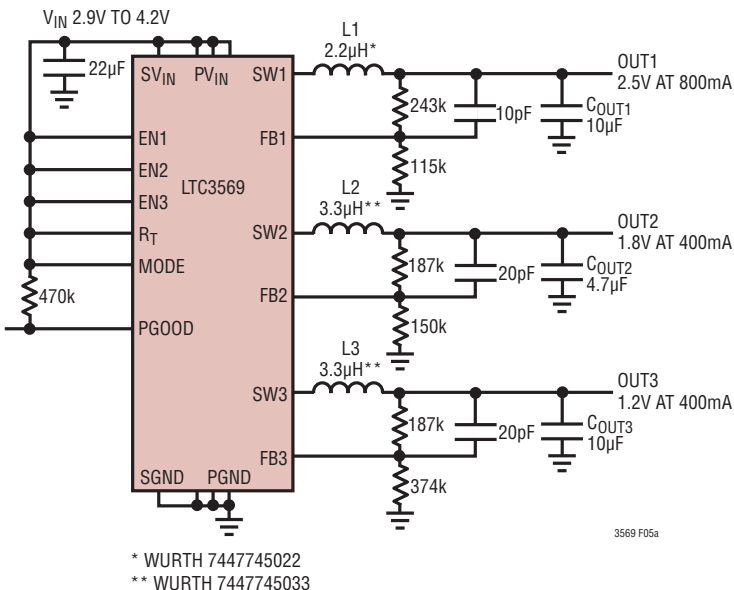 V_IN 2.9V TO 4.2V
22µF
SV_IN PV_IN SW1
L1
2.2µH*
OUT1
2.5V AT 800mA
243k
10pF
C_OUT1
10µF
EN1
FB1
115k
EN2
LTC3569
L2
3.3µH**
EN3
R_T
SW2
OUT2
1.8V AT 400mA
MODE
187k
20pF
C_OUT2
4.7µF
470k
FB2
150k
PGOOD
L3
3.3µH**
SW3
OUT3
1.2V AT 400mA
187k
20pF
C_OUT3
10µF
FB3
SGND PGND
374k
3569 F05a
* WURTH 7447745022
** WURTH 7447745033